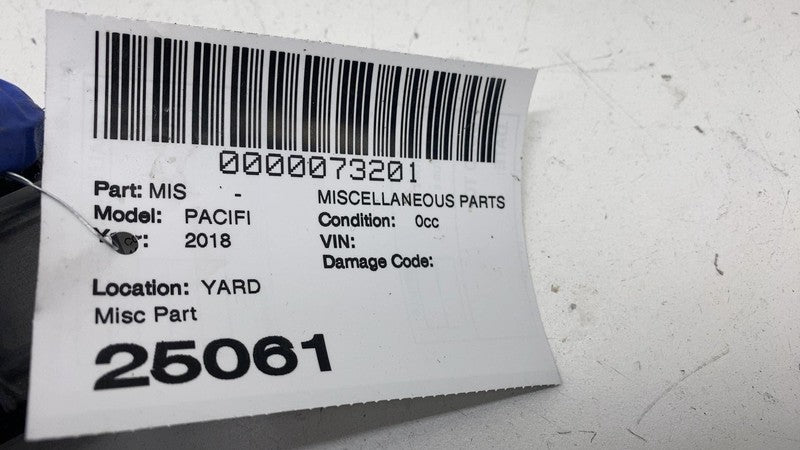 0000073201
Part: MIS - MISCELLANEOUS PARTS
Model: PACIFI Condition: 0cc
2018 VIN:
Damage Code:
Location: YARD
Misc Part
25061